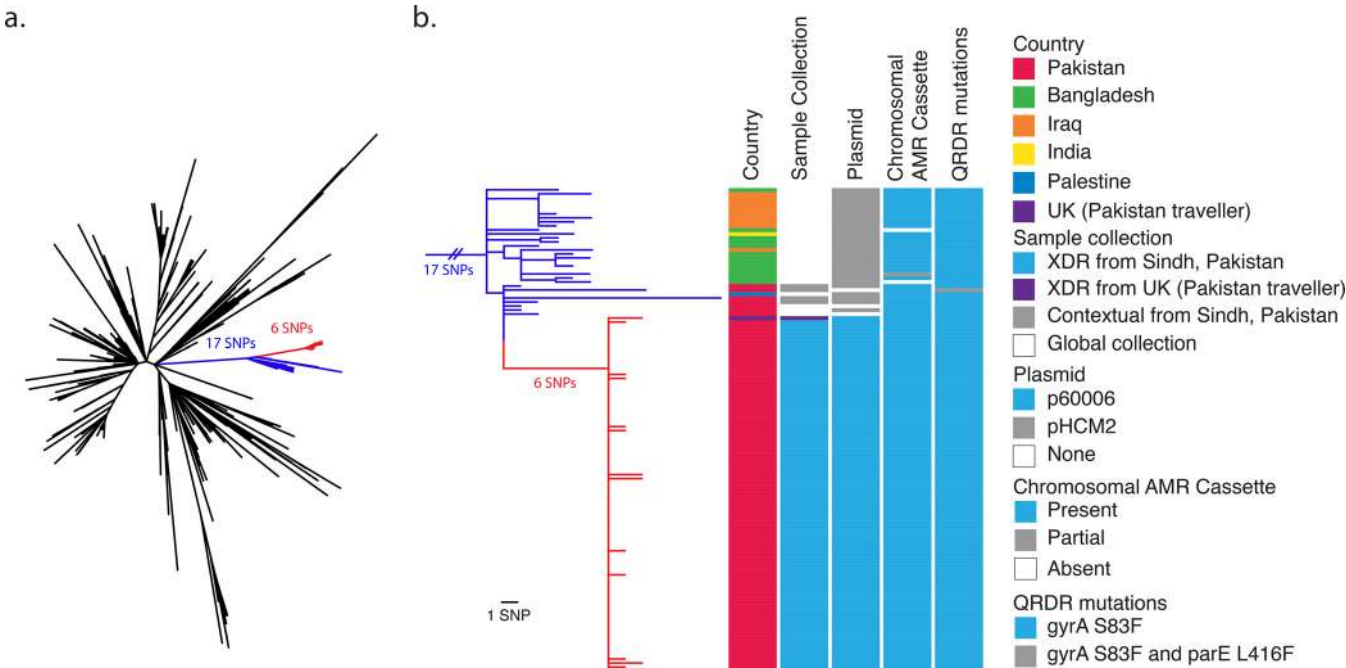 a.
b.
Country
Sample Collection
Plasmid
Chromosomal
AMR Cassette
QRDR mutations
6 SNPs
17 SNPs
17 SNPs
6 SNPs
1 SNP
Country
Pakistan
Bangladesh
Iraq
India
Palestine
UK (Pakistan traveller)
Sample collection
XDR from Sindh, Pakistan
XDR from UK (Pakistan traveller)
Contextual from Sindh, Pakistan
Global collection
Plasmid
p60006
pHCM2
None
Chromosomal AMR Cassette
Present
Partial
Absent
QRDR mutations
gyrA S83F
gyrA S83F and parE L416F